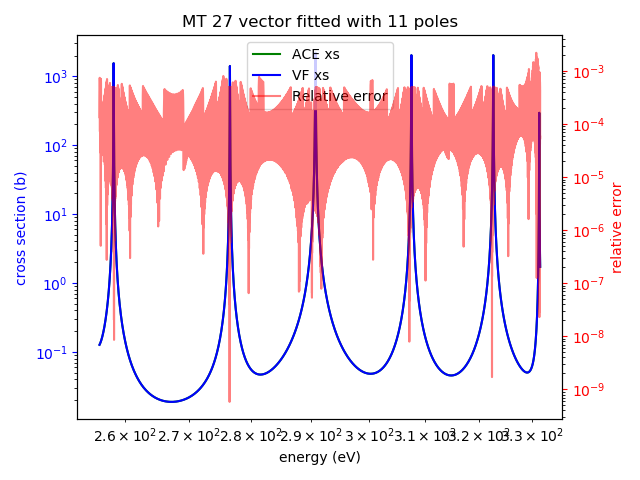 MT 27 vector fitted with 11 poles
ACE xs
VF xs
Relative error
cross section (b)
10³
10²
10¹
10⁰
10⁻¹
10⁻³
10⁻⁴
10⁻⁵
10⁻⁶
10⁻⁷
10⁻⁸
10⁻⁹
relative error
2.6 × 10² 2.7 × 10² 2.8 × 10² 2.9 × 10² 3 × 10² 3.1 × 10² 3.2 × 10² 3.3 × 10²
energy (eV)